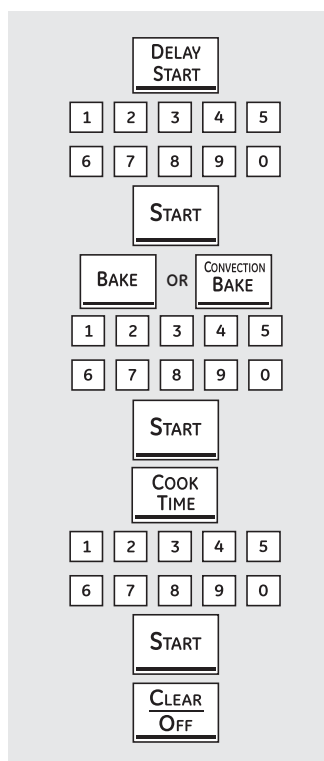 DELAY
START
1 2 3 4 5
6 7 8 9 0
START
BAKE OR CONVECTION BAKE
1 2 3 4 5
6 7 8 9 0
START
COOK
TIME
1 2 3 4 5
6 7 8 9 0
START
CLEAR
OFF